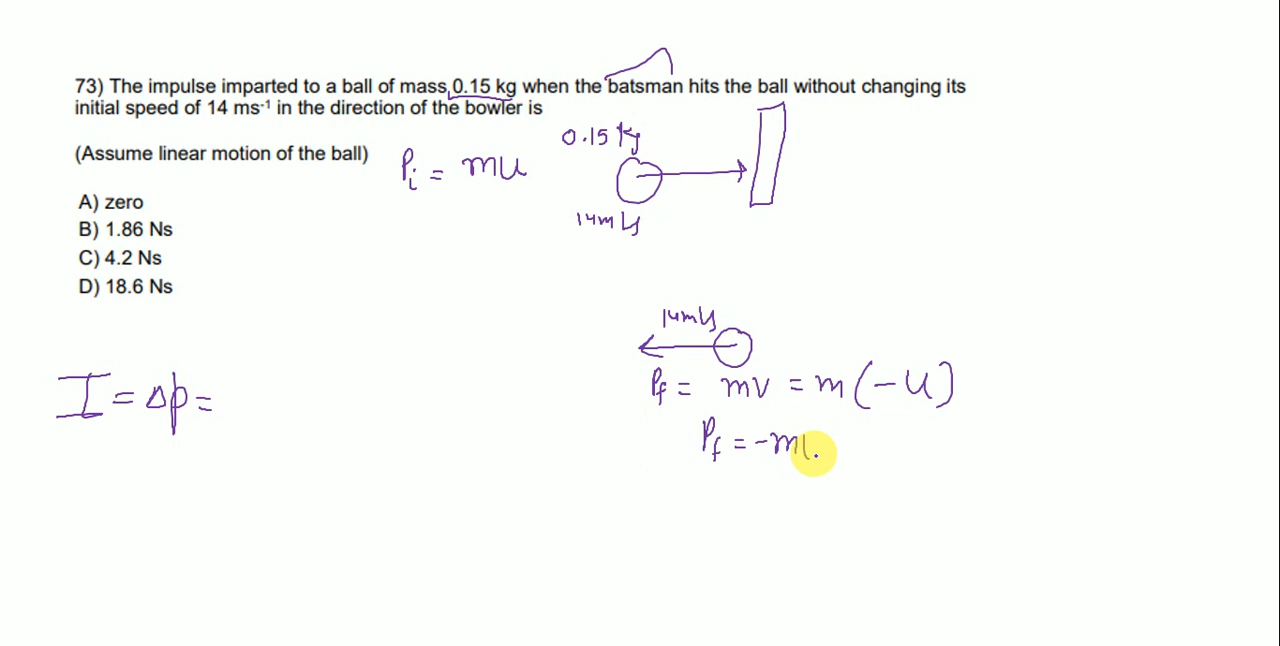 73) The impulse imparted to a ball of mass 0.15 kg when the batsman hits the ball without changing its
initial speed of 14 ms-¹ in the direction of the bowler is
0.15 kg
(Assume linear motion of the ball)
Pi = mu
14m/s
A) zero
B) 1.86 Ns
C) 4.2 Ns
D) 18.6 Ns
14m/s
I = Δp =
Pf = mv = m(-u)
Pf = -m